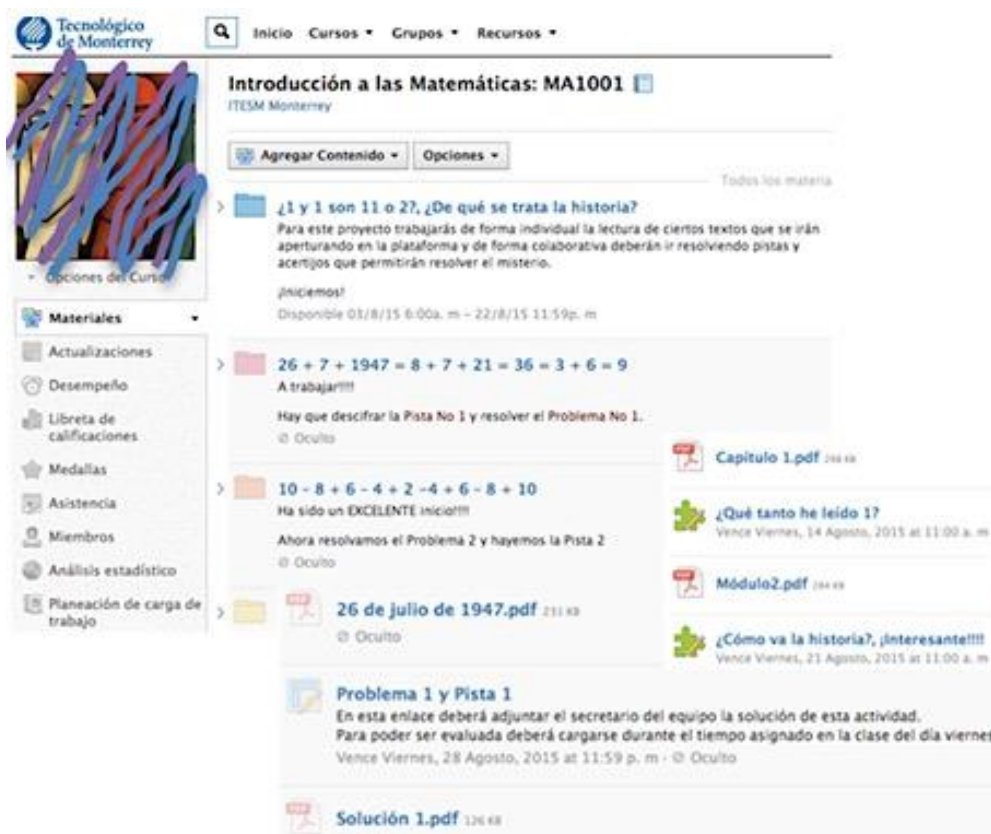 Tecnológico
de Monterrey
Inicio Cursos Grupos Recursos
Introducción a las Matemáticas: MA1001
ITESM Monterrey
Agregar Contenido Opciones
Todos los materia
¿1 y 1 son 11 o 2?, ¿De qué se trata la historia?
Para este proyecto trabajarás de forma individual la lectura de ciertos textos que se irán
aperturando en la plataforma y de forma colaborativa deberán ir resolviendo pistas y
acertijos que permitirán resolver el misterio.
¡Iniciemos!
Disponible 03/8/15 6:00a. m – 22/8/15 11:59p. m
Opciones del Curso
Materiales
Actualizaciones
Desempeño
Libreta de
calificaciones
Medallas
Asistencia
Miembros
Análisis estadístico
Planeación de carga de
trabajo
26 + 7 + 1947 = 8 + 7 + 21 = 36 = 3 + 6 = 9
A trabajar!!!!
Hay que descifrar la Pista No 1 y resolver el Problema No 1.
Oculto
10 - 8 + 6 - 4 + 2 -4 + 6 - 8 + 10
Ha sido un EXCELENTE inicio!!!!
Ahora resolvamos el Problema 2 y hayemos la Pista 2
Oculto
Capitulo 1.pdf
¿Qué tanto he leído 1?
Vence Viernes, 14 Agosto, 2015 at 11:00 a. m
Módulo2.pdf
¿Cómo va la historia?, ¡Interesante!!!!
Vence Viernes, 21 Agosto, 2015 at 11:00 a. m
26 de julio de 1947.pdf
Oculto
Problema 1 y Pista 1
En esta enlace deberá adjuntar el secretario del equipo la solución de esta actividad.
Para poder ser evaluada deberá cargarse durante el tiempo asignado en la clase del día viernes
Vence Viernes, 28 Agosto, 2015 at 11:59 p. m - Oculto
Solución 1.pdf 126 KB